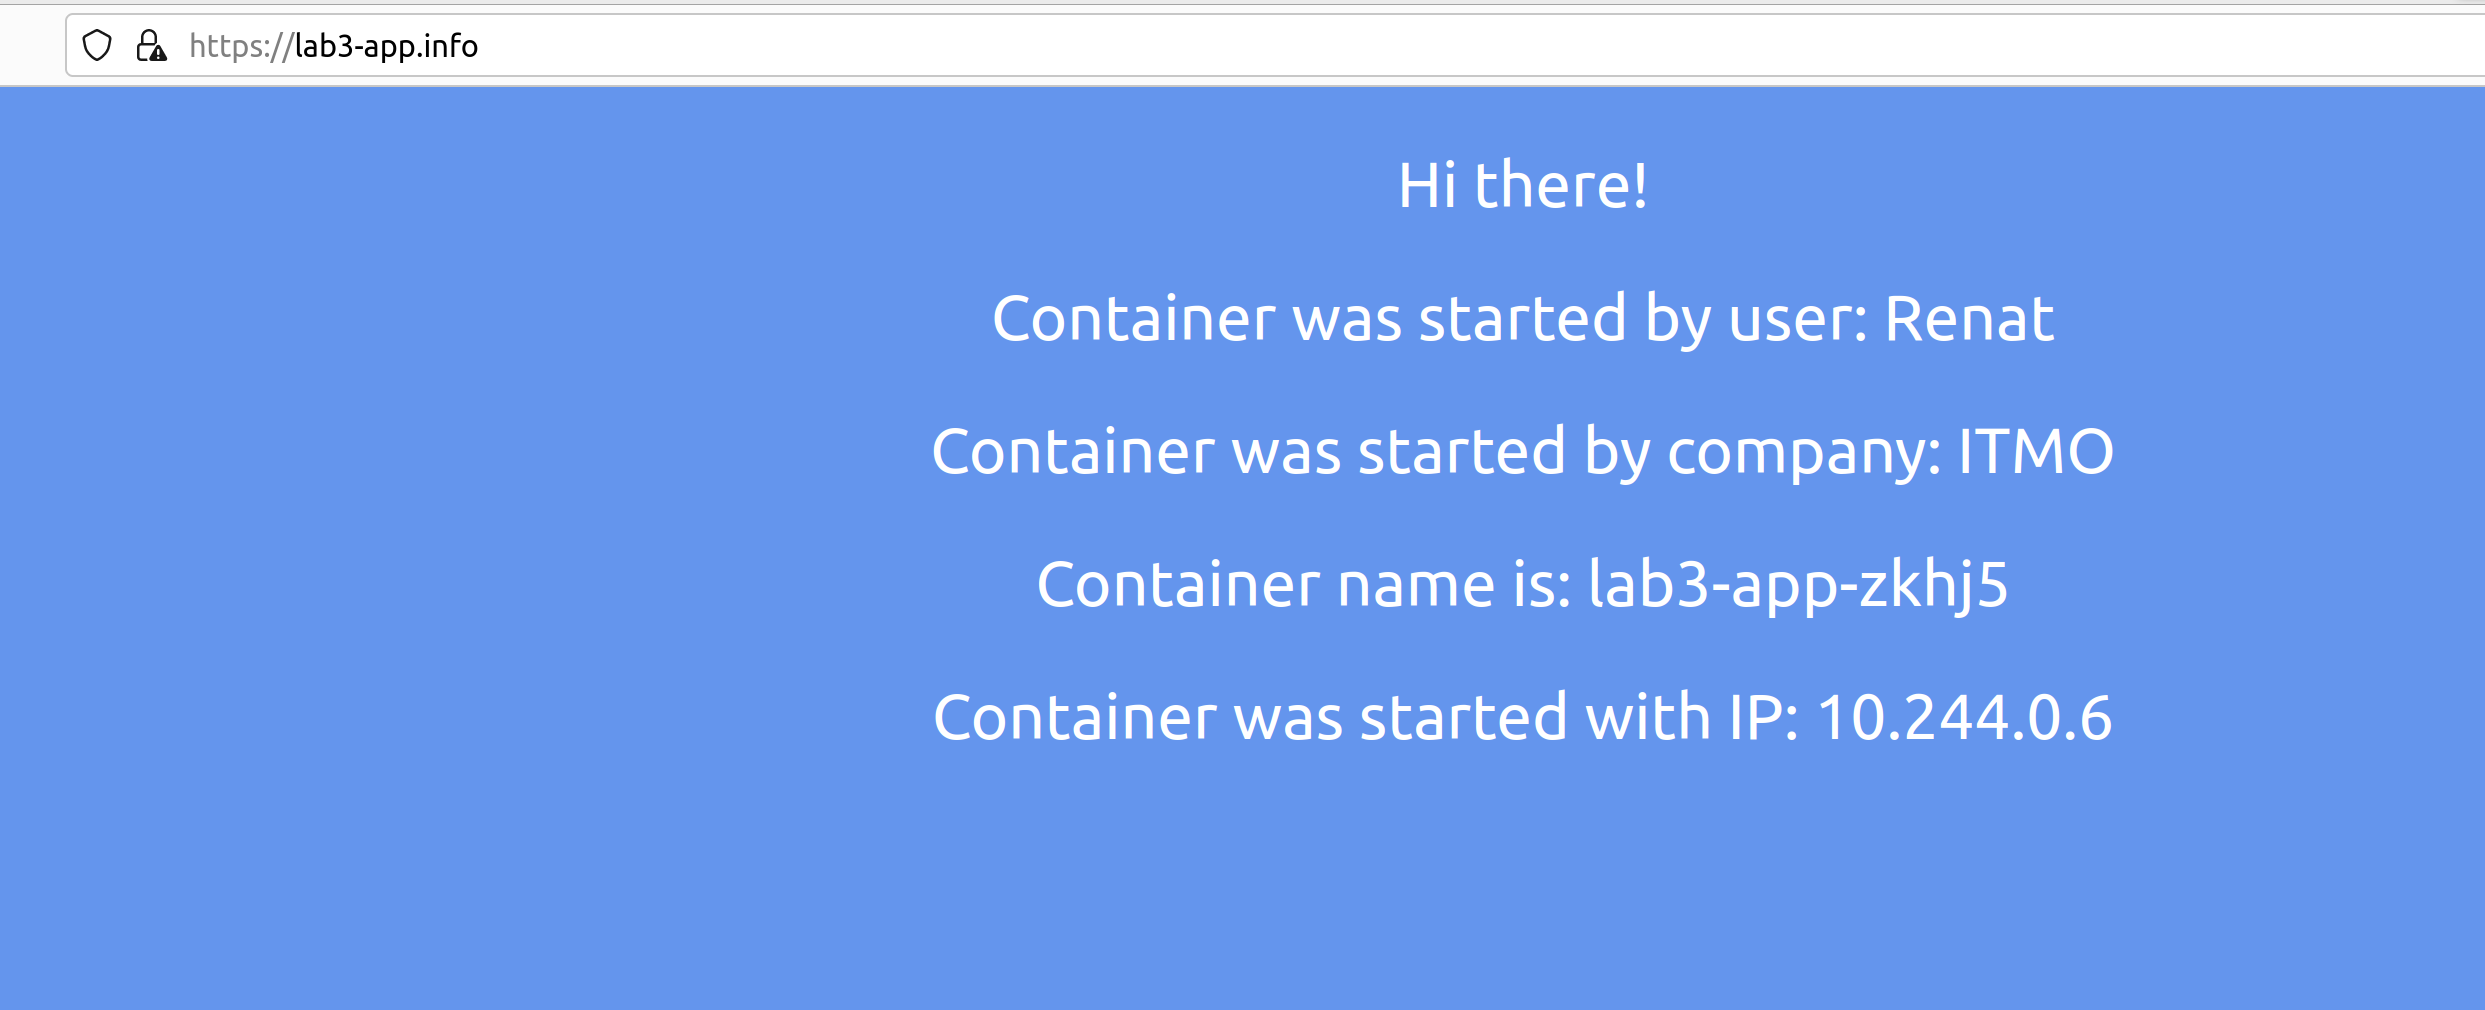 https://lab3-app.info
Hi there!
Container was started by user: Renat
Container was started by company: ITMO
Container name is: lab3-app-zkhj5
Container was started with IP: 10.244.0.6